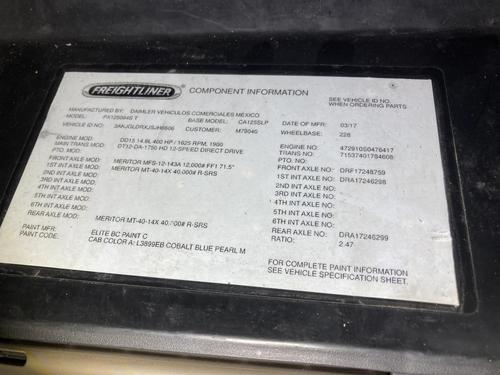 FREIGHTLINER COMPONENT INFORMATION
SEE VEHICLE ID NO.
WHEN ORDERING PARTS
MANUFACTURED BY: DAIMLER VEHICULOS COMERCIALES MÉXICO
MODEL: PX125064S T BASE MODEL: CA125SLP DATE OF MFR: 03/17
VEHICLE ID NO: CUSTOMER: M7904G WHEELBASE: 228
ENGINE MOD: DD15 14.8L 400 HP / 1625 RPM, 1900 ENGINE NO: 472910S0476417
MAIN TRANS MOD: DT12-DA-1750 HD 12-SPEED DIRECT DRIVE TRANS NO: 71537401784608
PTO. MOD: PTO. NO:
FRONT AXLE MOD: MERITOR MFS-12-143A 12,000# FF1 71.5" FRONT AXLE NO: DRF17248759
1ST INT AXLE MOD: MERITOR MT-40-14X 40,000# R-SRS 1ST INT AXLE NO: DRA17246298
2ND INT AXLE MOD: 2ND INT AXLE NO:
3RD INT AXLE MOD: 3RD INT AXLE NO:
4TH INT AXLE MOD: 4TH INT AXLE NO:
5TH INT AXLE MOD: 5TH INT AXLE NO:
6TH INT AXLE MOD: 6TH INT AXLE NO:
REAR AXLE MOD: MERITOR MT-40-14X 40,000# R-SRS REAR AXLE NO: DRA17246299
RATIO: 2.47
PAINT MFR: ELITE BC PAINT C
PAINT CODE: CAB COLOR A: L3899EB COBALT BLUE PEARL M
FOR COMPLETE PAINT INFORMATION
SEE VEHICLE SPECIFICATION SHEET.